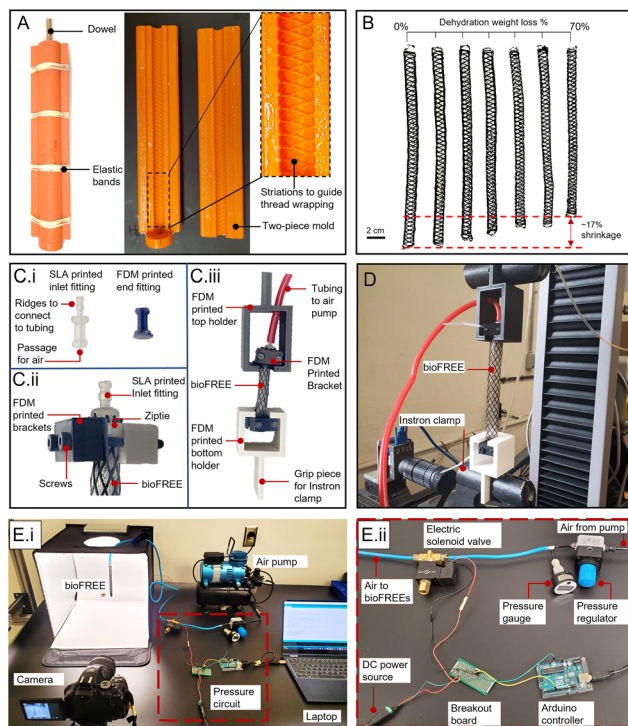 A
Dowel
Elastic
bands
Striations to guide
thread wrapping
Two-piece mold
B
Dehydration weight loss %
0%
70%
2 cm
~17%
shrinkage
C.i
SLA printed
inlet fitting
FDM printed
end fitting
Ridges to
connect
to tubing
Passage
for air
C.ii
SLA printed
Inlet fitting
FDM
printed
brackets
Ziptie
Screws
bioFREE
C.iii
FDM
printed
top holder
Tubing to
air pump
FDM
Printed
Bracket
bioFREE
FDM
printed
bottom
holder
Grip piece
for Instron
clamp
D
bioFREE
Instron clamp
E.i
bioFREE
Air pump
Camera
Pressure
circuit
Laptop
E.ii
Electric
solenoid valve
Air from pump
Air to
bioFREEs
Pressure
gauge
Pressure
regulator
DC power
source
Breakout
board
Arduino
controller